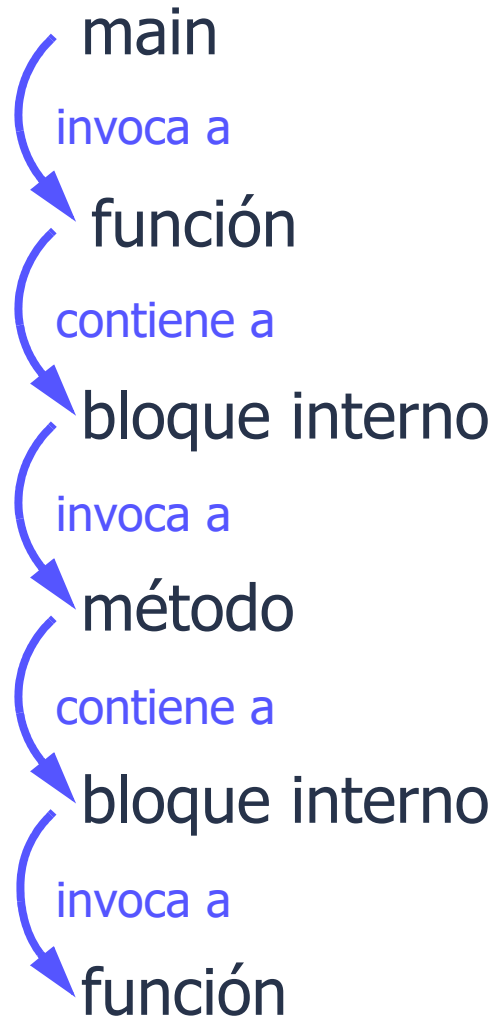 main
invoca a
función
contiene a
bloque interno
invoca a
método
contiene a
bloque interno
invoca a
función